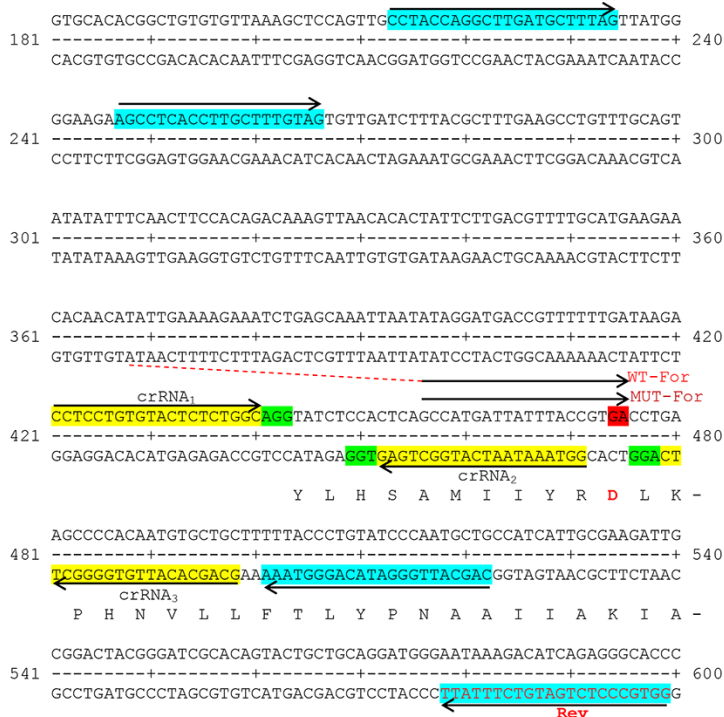 GTGCACACGGCTGTGTGTTAAAGCTCCAGTTGCCTACCAGGCTTGATGCTTTAGTTATGG
181 ---------+---------+---------+---------+---------+---------+ 240
CACGTGTGCCGACACACAATTTCGAGGTCAACGGATGGTCCGAACTACGAAATCAATACC
GGAAGAAGCCTCACCTTGCTTTGTAGTGTTGATCTTTACGCTTTGAAGCCTGTTTGCAGT
241 ---------+---------+---------+---------+---------+---------+ 300
CCTTCTTCGGAGTGGAACGAAACATCACAACTAGAAATGCGAAACTTCGGACAAACGTCA
ATATATTTCAACTTCCACAGACAAAGTTAACACACTATTCTTGACGTTTTGCATGAAGAA
301 ---------+---------+---------+---------+---------+---------+ 360
TATATAAAGTTGAAGGTGTCTGTTTCAATTGTGTGATAAGAACTGCAAAACGTACTTCTT
CACAACATATTGAAAAGAAATCTGAGCAAATTAATATAGGATGACCGTTTTTTTGATAAGA
361 ---------+---------+---------+---------+---------+---------+ 420
GTGTTGTATAACTTTTCTTTAGACTCGTTTAATTATATCCTACTGGCAAAAAACTATTCT
WT-For
crRNA₁ MUT-For
CCTCCTGTGTACTCTCTGGCAGGTATCTCCACTCAGCCATGATTATTTACCGTGACCTGA
421 ---------+---------+---------+---------+---------+---------+ 480
GGAGGACACATGAGAGACCGTCCATAGAGGTGAGTCGGTACTAATAAATGGCACTGGACT
crRNA₂
Y L H S A M I I Y R D L K -
AGCCCCACAATGTGCTGCTTTTTACCCTGTATCCCAATGCTGCCATCATTGCGAAGATTG
481 ---------+---------+---------+---------+---------+---------+ 540
TCGGGGTGTTACACGACGAAAAATGGGACATAGGGTTACGACGGTAGTAACGCTTCTAAC
crRNA₃
P H N V L L F T L Y P N A A I I A K I A -
CGGACTACGGGATCGCACAGTACTGCTGCAGGATGGGAATAAAGACATCAGAGGGCACCC
541 ---------+---------+---------+---------+---------+---------+ 600
GCCTGATGCCCTAGCGTGTCATGACGACGTCCTACCCTTATTTCTGTAGTCTCCCGTGGG
Rev